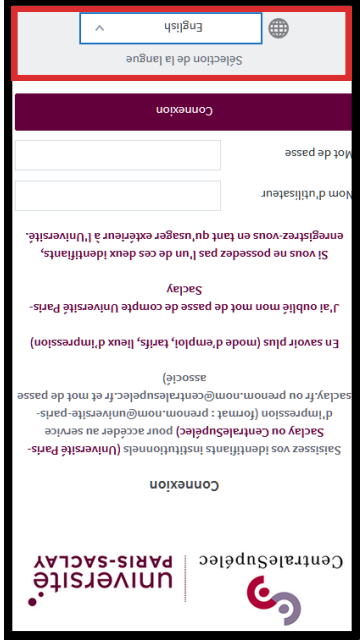 CentraleSupélec
université
PARIS-SACLAY
Connexion
Saisissez vos identifiants institutionnels (Université Paris-
Saclay ou CentraleSupélec) pour accéder au service
d'impression (format : prenom.nom@universite-paris-
saclay.fr ou prenom.nom@centralesupelec.fr et mot de passe
associé)
En savoir plus (mode d'emploi, tarifs, lieux d'impression)
J'ai oublié mon mot de passe de compte Université Paris-
Saclay
Si vous ne possedez pas l'un de ces deux identifiants,
enregistrez-vous en tant qu'usager extérieur à l'Université.
Nom d'utilisateur
Mot de passe
Connexion
Sélection de la langue
English